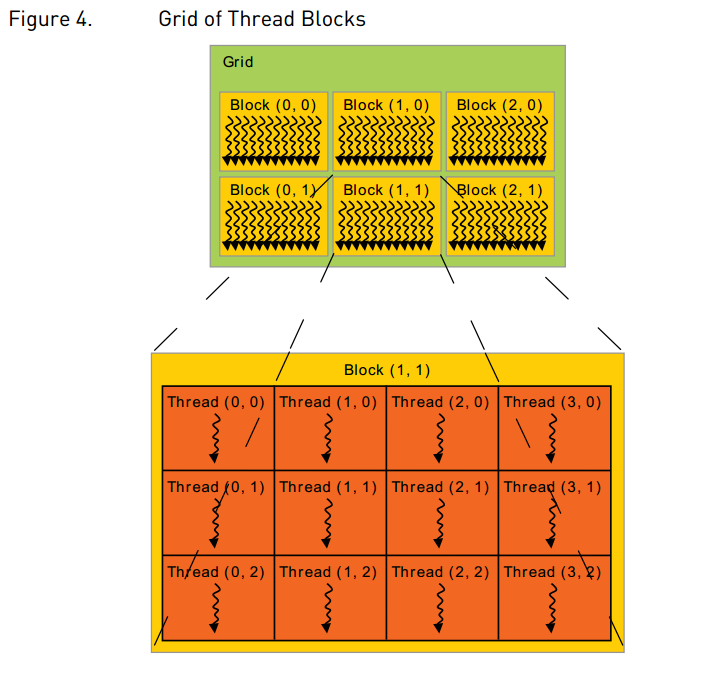 Figure 4. Grid of Thread Blocks
Grid
Block (0, 0) Block (1, 0) Block (2, 0)
Block (0, 1) Block (1, 1) Block (2, 1)
Block (1, 1)
Thread (0, 0) Thread (1, 0) Thread (2, 0) Thread (3, 0)
Thread (0, 1) Thread (1, 1) Thread (2, 1) Thread (3, 1)
Thread (0, 2) Thread (1, 2) Thread (2, 2) Thread (3, 2)